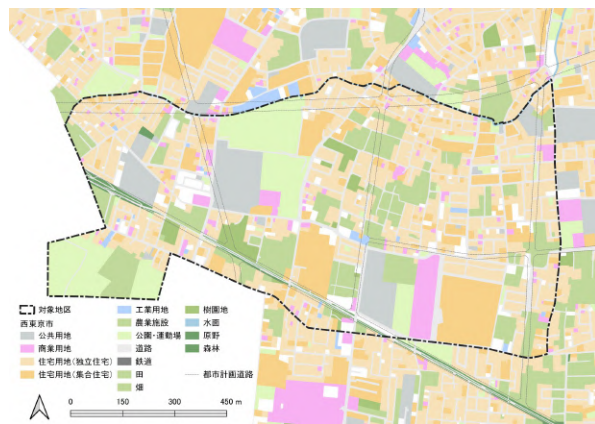 対象地区
西東京市
公共用地
商業用地
住宅用地(独立住宅)
住宅用地(集合住宅)
工業用地
農業施設
公園・運動場
道路
鉄道
田
畑
樹園地
水面
原野
森林
都市計画道路
0 150 300 450 m